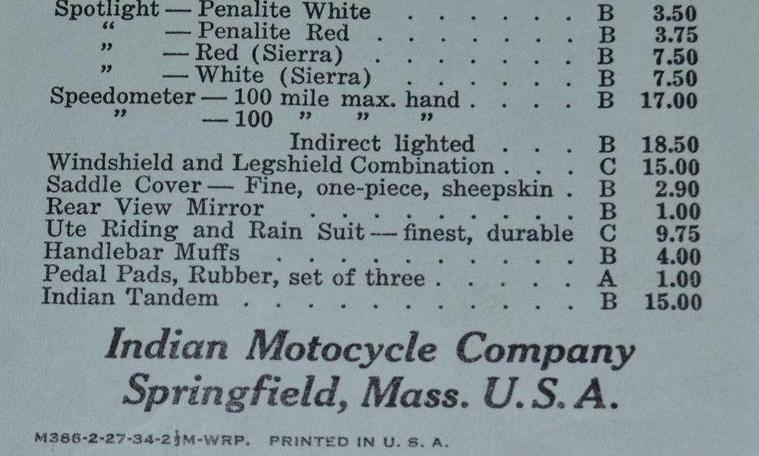 Spotlight — Penalite White . . . . . . B 3.50
“ — Penalite Red . . . . . . . B 3.75
” — Red (Sierra) . . . . . . . B 7.50
” — White (Sierra) . . . . . . B 7.50
Speedometer — 100 mile max. hand . . . . B 17.00
” — 100 ” ” ”
Indirect lighted . . . B 18.50
Windshield and Legshield Combination . . . C 15.00
Saddle Cover — Fine, one-piece, sheepskin . B 2.90
Rear View Mirror . . . . . . . . . B 1.00
Ute Riding and Rain Suit — finest, durable C 9.75
Handlebar Muffs . . . . . . . . . . B 4.00
Pedal Pads, Rubber, set of three . . . . . A 1.00
Indian Tandem . . . . . . . . . . . B 15.00
Indian Motocycle Company
Springfield, Mass. U. S. A.
M386-2-27-34-2½M-WRP. PRINTED IN U. S. A.